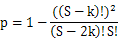 p = 1 − ((S − k)!)² / ((S − 2k)! S!)